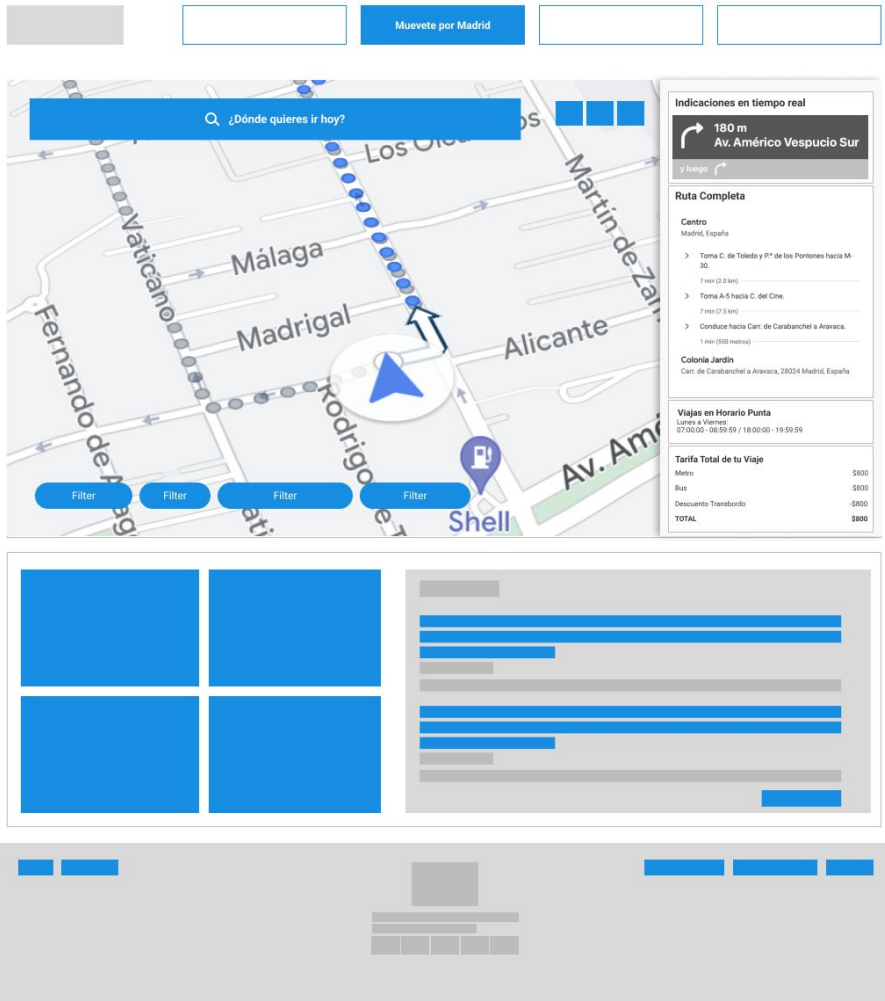 Muevete por Madrid
¿Dónde quieres ir hoy?
Los
Málaga
Madrigal
Alicante
Vaticano
Martín de
Fernando de
Rodrigo
Av.
Shell
Filter
Filter
Filter
Filter
Indicaciones en tiempo real
180 m
Av. Américo Vespucio Sur
y luego
Ruta Completa
Centro
Madrid, España
Toma C. de Toledo y P.º de los Pontones hacia M-
30.
7 min (2.0 km)
Toma A-5 hacia C. del Cine.
7 min (7.5 km)
Conduce hacia Carr. de Carabanchel a Aravaca.
1 min (550 metros)
Colonia Jardín
Carr. de Carabanchel a Aravaca, 28024 Madrid, España
Viajas en Horario Punta
Lunes a Viernes:
07:00:00 - 08:59:59 / 18:00:00 - 19:59:59
Tarifa Total de tu Viaje
Metro $800
Bus $800
Descuento Transbordo -$800
TOTAL $800